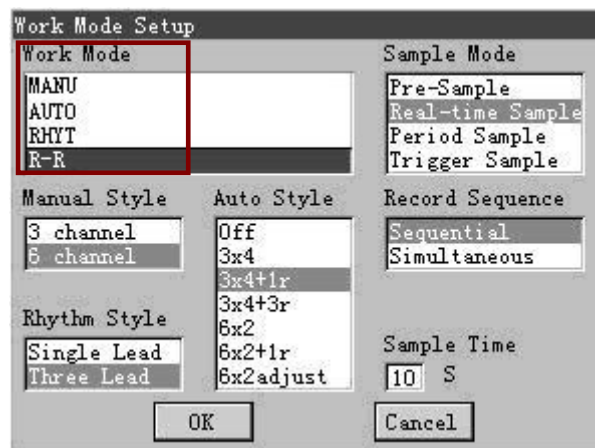 Work Mode Setup
Work Mode
MANU
AUTO
RHYT
R-R
Sample Mode
Pre-Sample
Real-time Sample
Period Sample
Trigger Sample
Manual Style
3 channel
6 channel
Auto Style
Off
3x4
3x4+1r
3x4+3r
6x2
6x2+1r
6x2adjust
Record Sequence
Sequential
Simultaneous
Rhythm Style
Single Lead
Three Lead
Sample Time
10 S
OK
Cancel